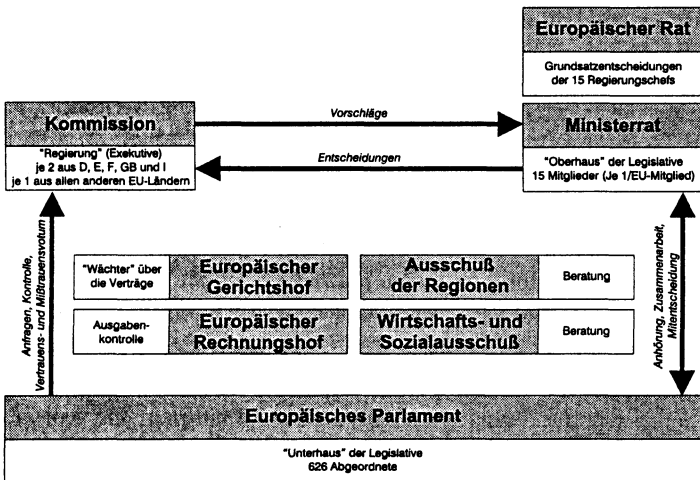 Europäischer Rat
Grundsatzentscheidungen
der 15 Regierungschefs
Kommission
"Regierung" (Exekutive)
je 2 aus D, E, F, GB und I
je 1 aus allen anderen EU-Ländern
Vorschläge
Entscheidungen
Ministerrat
"Oberhaus" der Legislative
15 Mitglieder (Je 1/EU-Mitglied)
Anfragen, Kontrolle,
Vertrauens- und Mißtrauensvotum
"Wächter" über
die Verträge
Europäischer
Gerichtshof
Ausschuß
der Regionen
Beratung
Ausgaben-
kontrolle
Europäischer
Rechnungshof
Wirtschafts- und
Sozialausschuß
Beratung
Anhörung, Zusammenarbeit,
Mitentscheidung
Europäisches Parlament
"Unterhaus" der Legislative
626 Abgeordnete